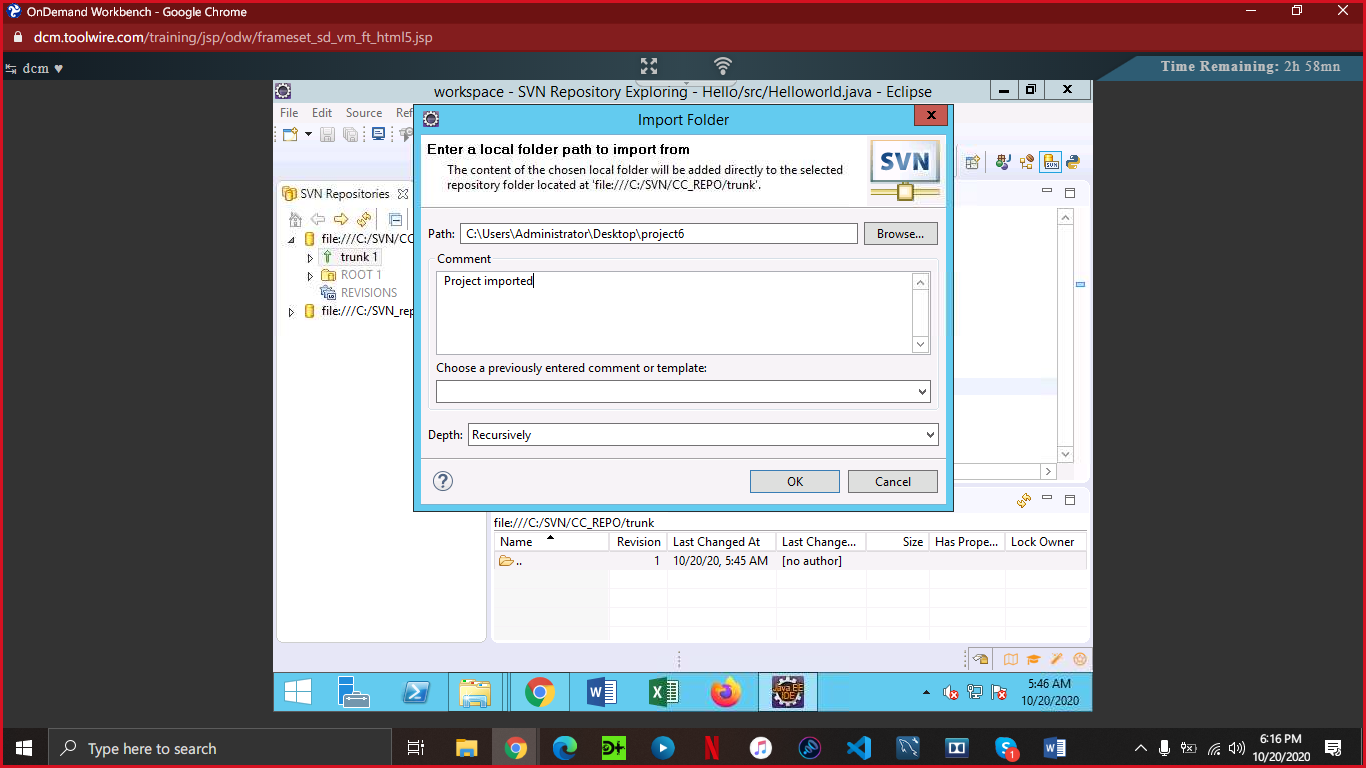 OnDemand Workbench - Google Chrome
dcm.toolwire.com/training/jsp/odw/frameset_sd_vm_ft_html5.jsp
dcm ♥
Time Remaining: 2h 58mn
workspace - SVN Repository Exploring - Hello/src/Helloworld.java - Eclipse
File Edit Source Ref
Import Folder
Enter a local folder path to import from
The content of the chosen local folder will be added directly to the selected
repository folder located at 'file:///C:/SVN/CC_REPO/trunk'.
SVN
SVN Repositories
Path: C:\Users\Administrator\Desktop\project6 Browse...
file:///C:/SVN/CC
trunk 1
ROOT 1
REVISIONS
file:///C:/SVN_rep
Comment
Project imported
Choose a previously entered comment or template:
Depth: Recursively
OK Cancel
file:///C:/SVN/CC_REPO/trunk
Name Revision Last Changed At Last Change... Size Has Prope... Lock Owner
.. 1 10/20/20, 5:45 AM [no author]
Java EE
IDE
5:46 AM
10/20/2020
Type here to search
D+
1
6:16 PM
10/20/2020